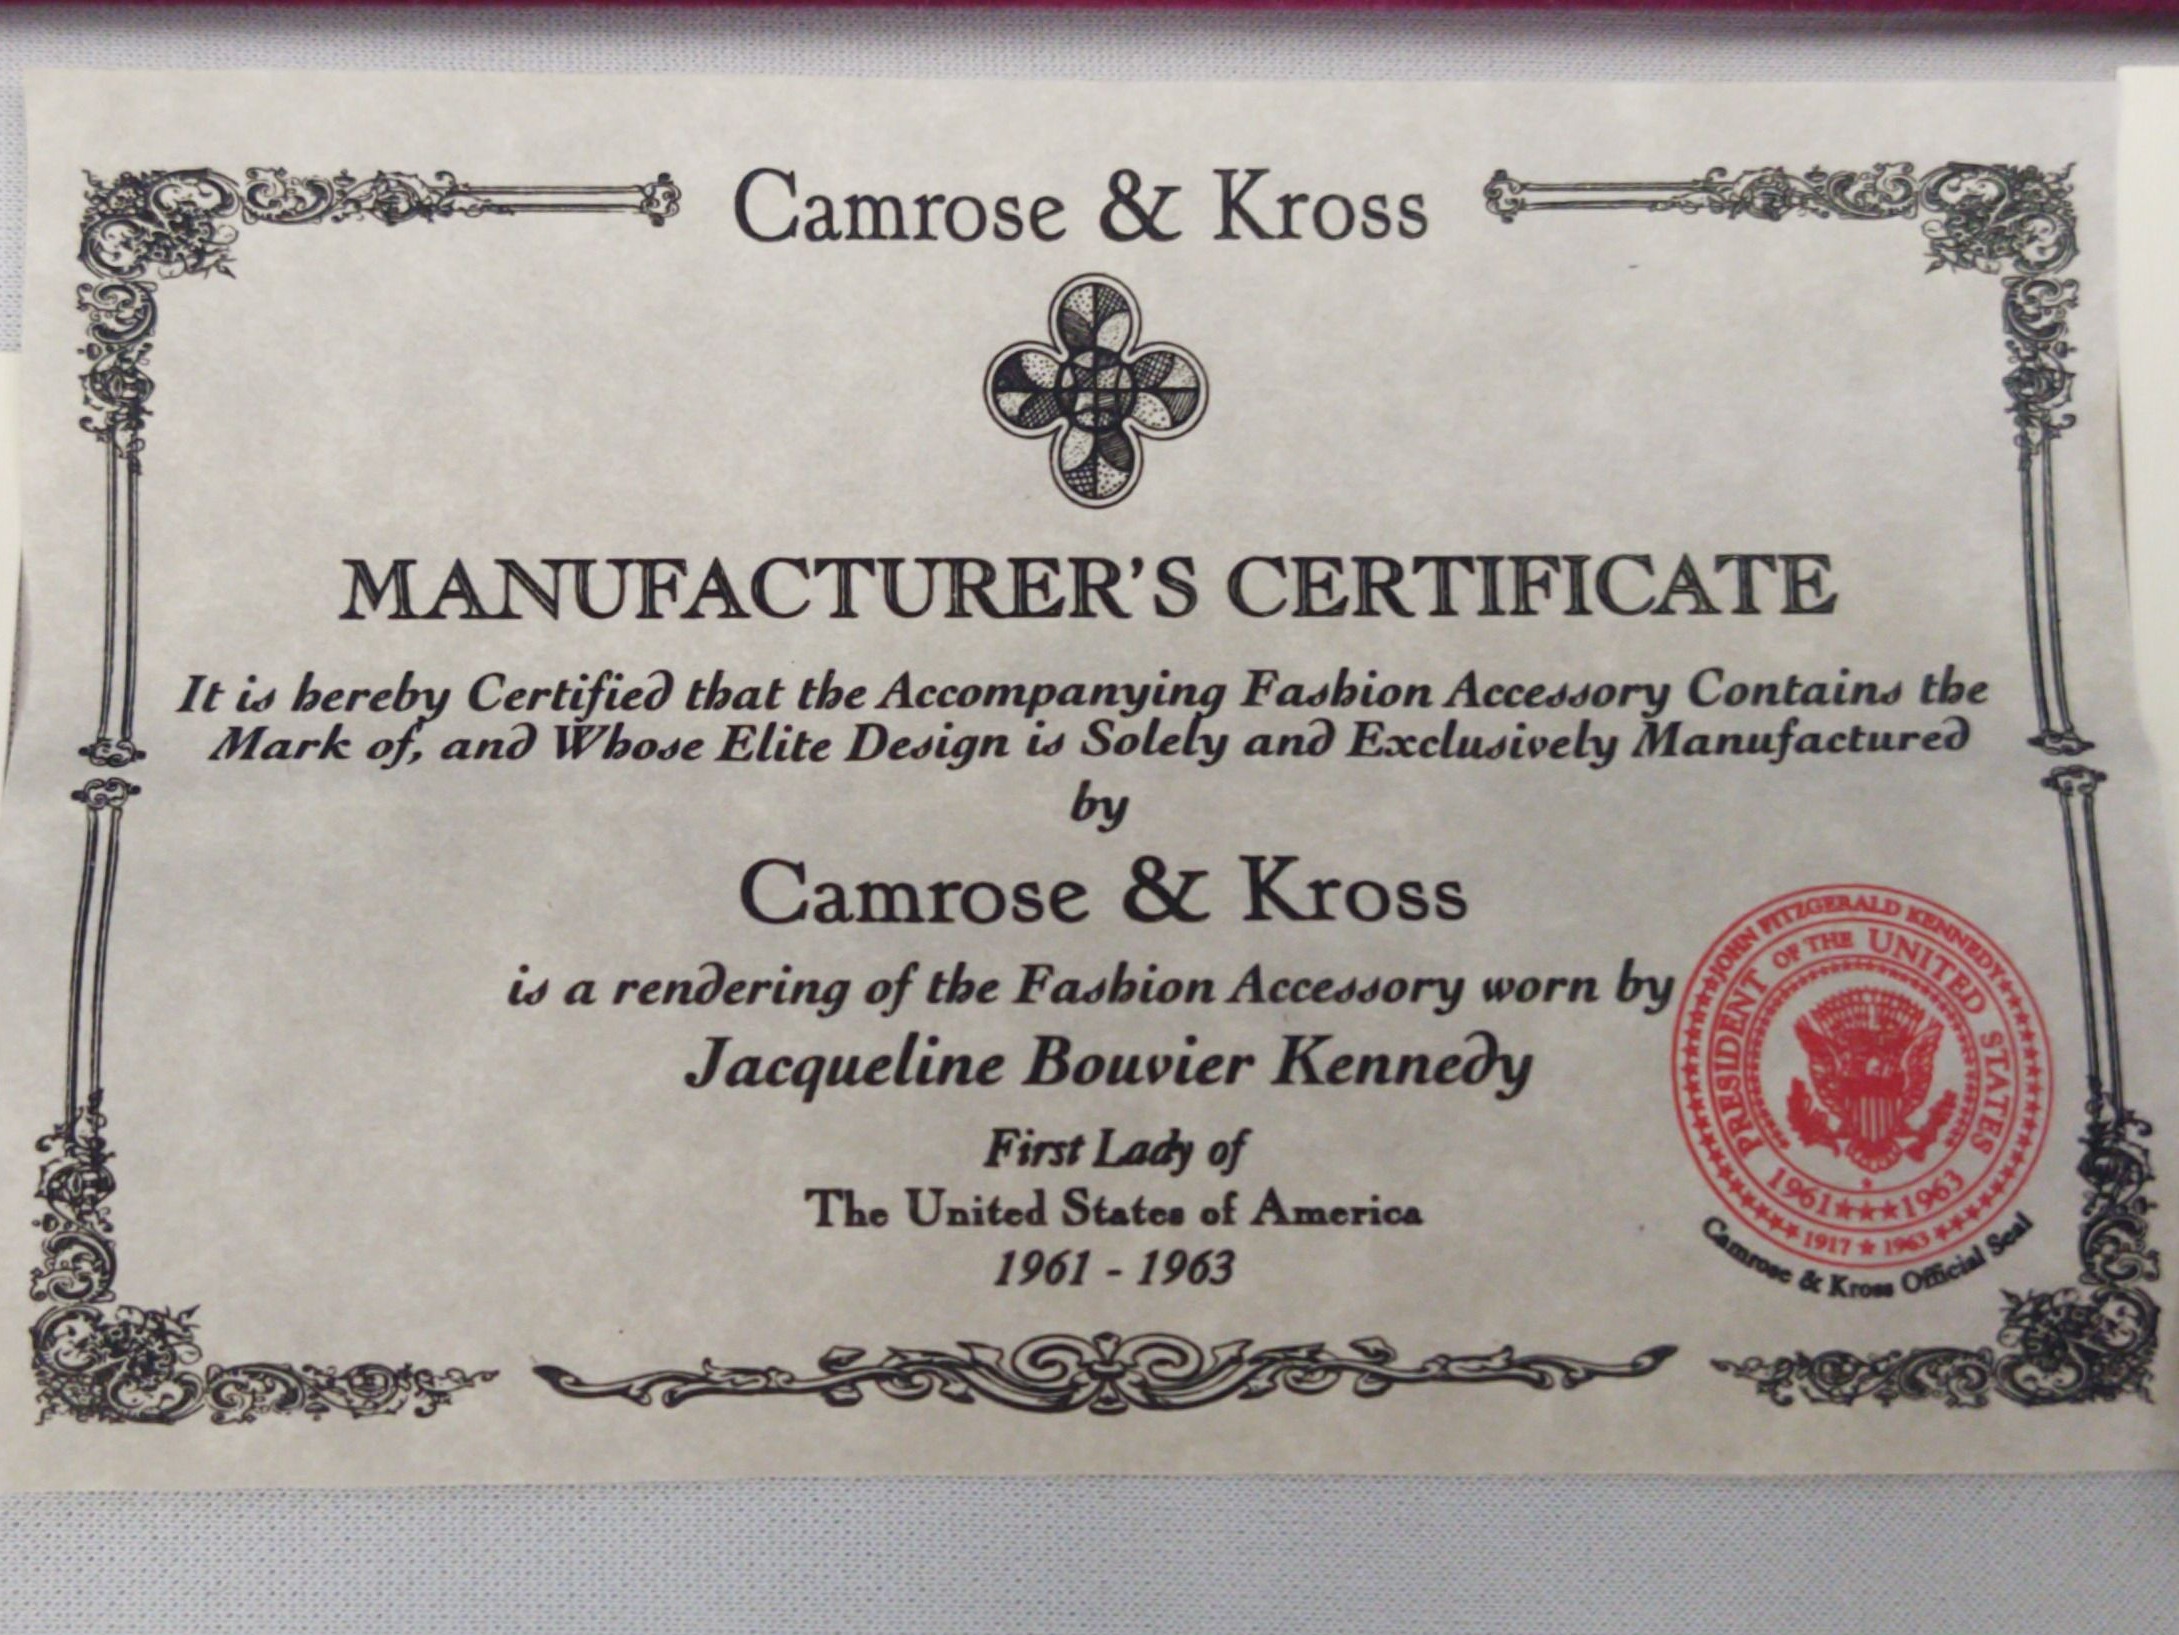 Camrose & Kross
MANUFACTURER'S CERTIFICATE
It is hereby Certified that the Accompanying Fashion Accessory Contains the
Mark of, and Whose Elite Design is Solely and Exclusively Manufactured
by
Camrose & Kross
is a rendering of the Fashion Accessory worn by
Jacqueline Bouvier Kennedy
First Lady of
The United States of America
1961 - 1963
JOHN FITZGERALD KENNEDY
PRESIDENT OF THE UNITED STATES
1961★★★1963
1917 ★ 1963
Camrose & Kross Official Seal